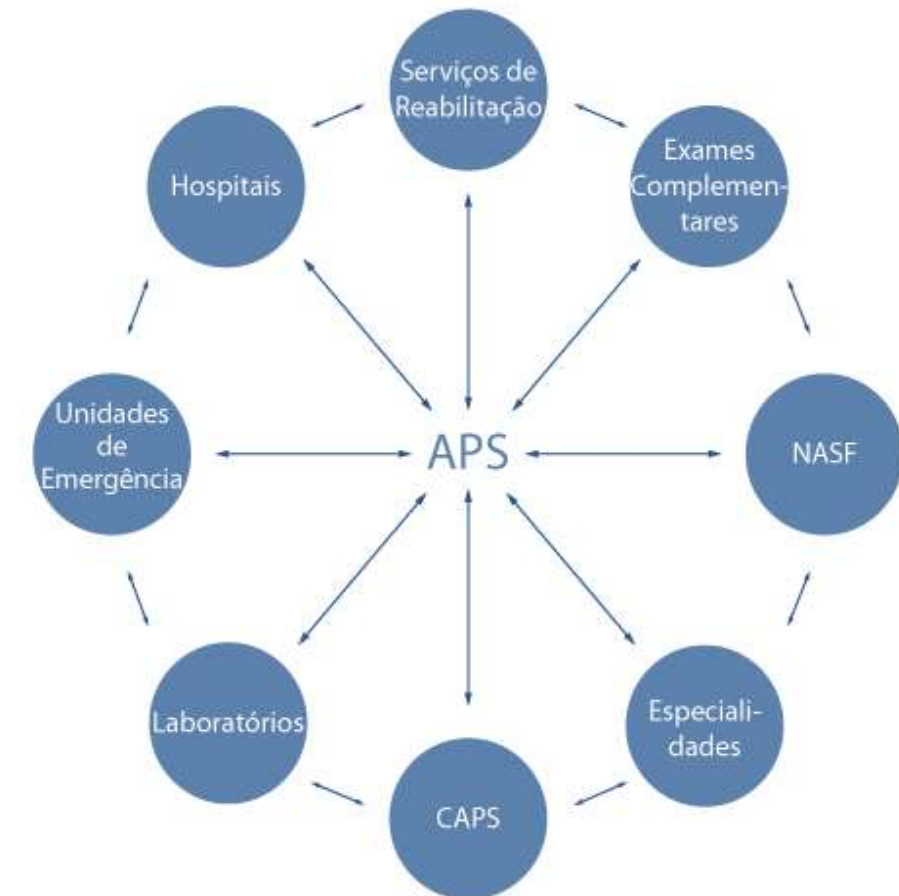 Serviços de
Reabilitação
Exames
Complemen-
tares
Hospitais
Unidades
de
Emergência
APS
NASF
Laboratórios
Especiali-
dades
CAPS